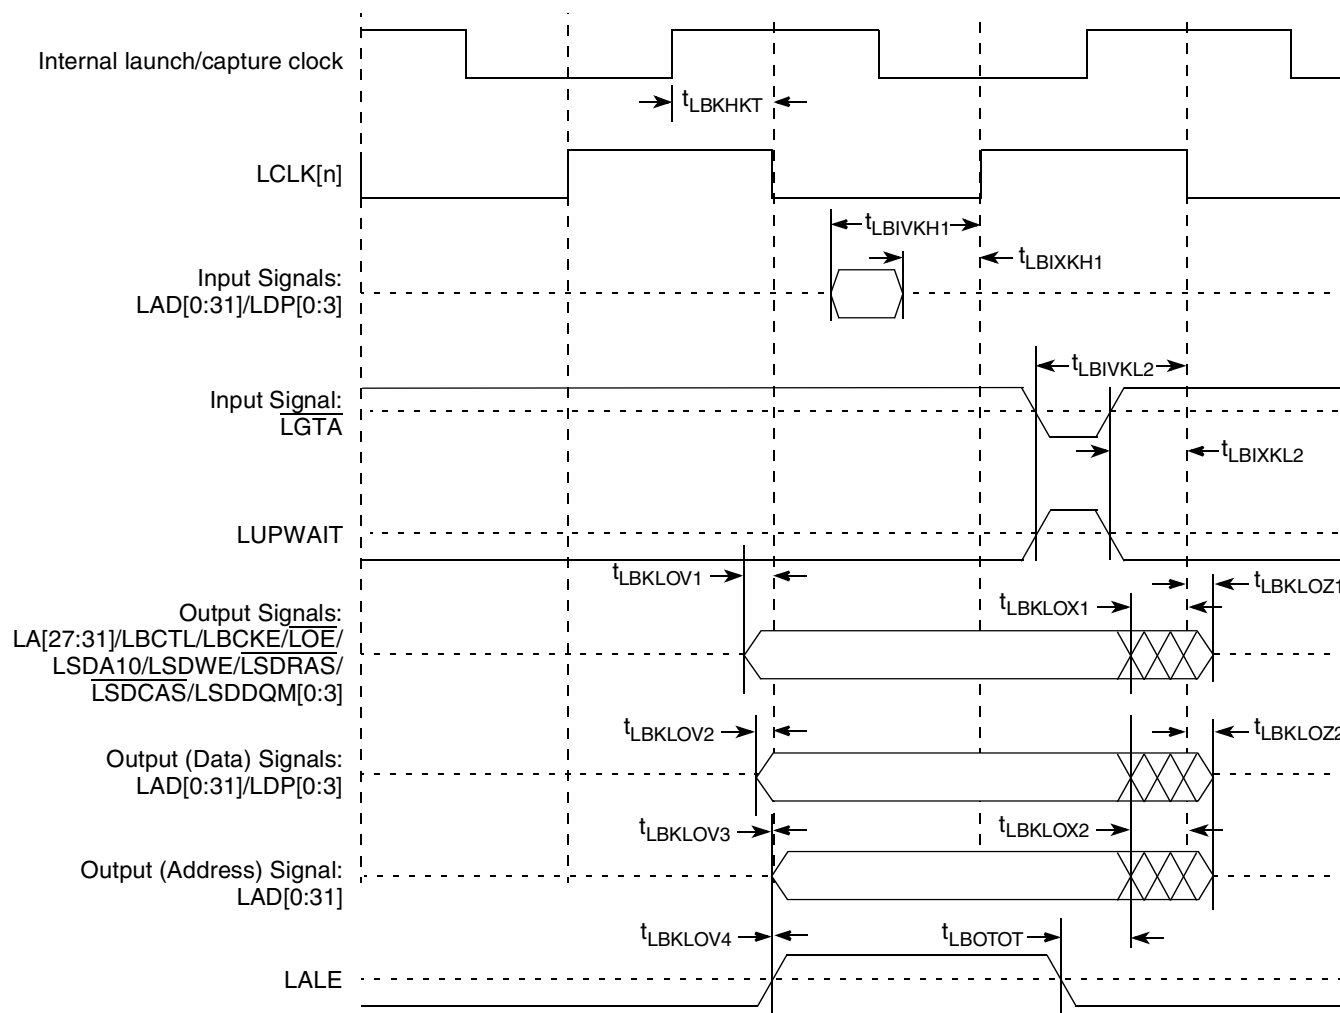 Internal launch/capture clock
tLBKHKT
LCLK[n]
tLBIVKH1
tLBIXKH1
Input Signals:
LAD[0:31]/LDP[0:3]
tLBIVKL2
Input Signal:
LGTA
tLBIXKL2
LUPWAIT
tLBKLOV1
tLBKLOZ1
tLBKLOX1
Output Signals:
LA[27:31]/LBCTL/LBCKE/LOE/
LSDA10/LSDWE/LSDRAS/
LSDCAS/LSDDQM[0:3]
tLBKLOV2
tLBKLOZ2
Output (Data) Signals:
LAD[0:31]/LDP[0:3]
tLBKLOV3
tLBKLOX2
Output (Address) Signal:
LAD[0:31]
tLBKLOV4
tLBOTOT
LALE